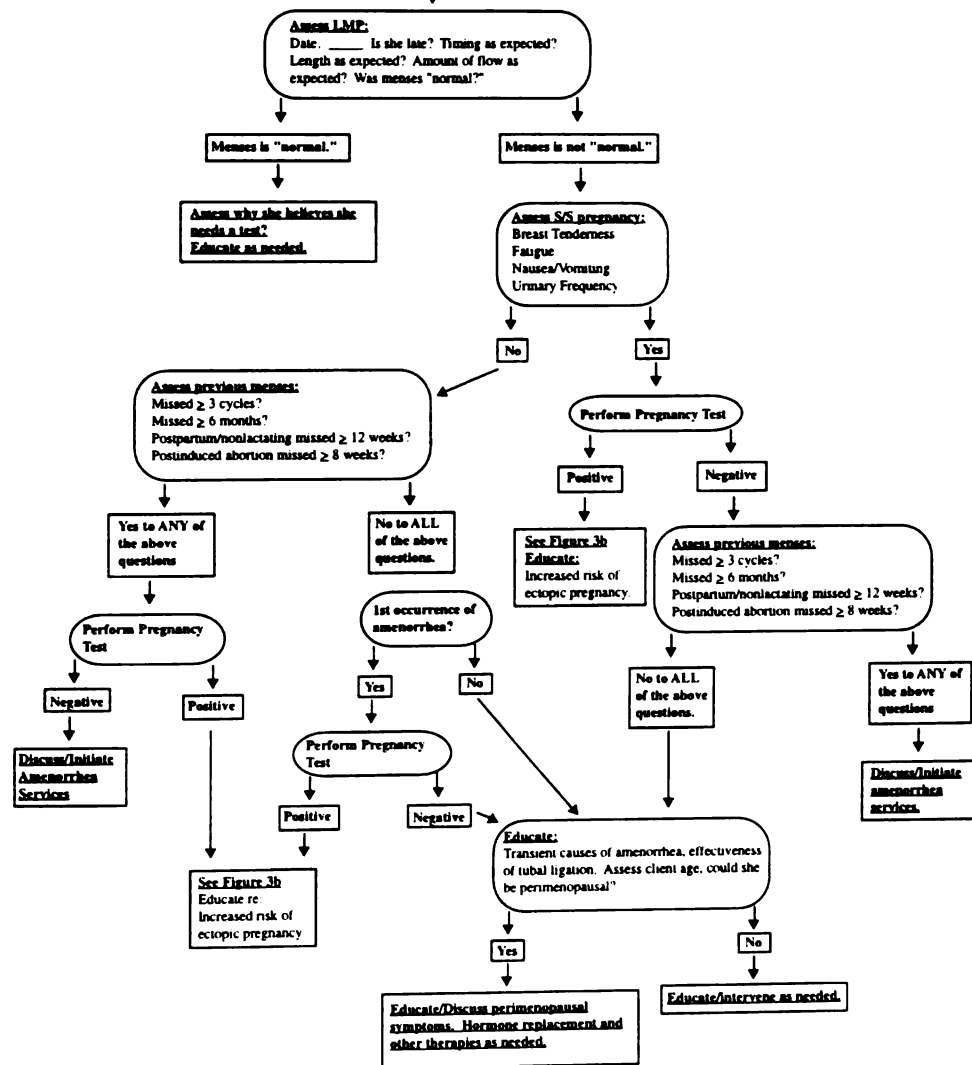 Assess LMP:
Date. _____ Is she late? Timing as expected?
Length as expected? Amount of flow as
expected? Was menses "normal?"
Menses is "normal."
Menses is not "normal."
Assess why she believes she
needs a test?
Educate as needed.
Assess S/S pregnancy:
Breast Tenderness
Fatigue
Nausea/Vomiting
Urinary Frequency
No
Yes
Assess previous menses:
Missed ≥ 3 cycles?
Missed ≥ 6 months?
Postpartum/nonlactating missed ≥ 12 weeks?
Postinduced abortion missed ≥ 8 weeks?
Perform Pregnancy Test
Positive
Negative
Yes to ANY of
the above
questions
No to ALL
of the above
questions.
See Figure 3b
Educate:
Increased risk of
ectopic pregnancy.
Assess previous menses:
Missed ≥ 3 cycles?
Missed ≥ 6 months?
Postpartum/nonlactating missed ≥ 12 weeks?
Postinduced abortion missed ≥ 8 weeks?
Perform Pregnancy
Test
1st occurrence of
amenorrhea?
Negative
Positive
Yes
No
No to ALL
of the above
questions.
Yes to ANY of
the above
questions
Discuss/Initiate
Amenorrhea
Services
Perform Pregnancy
Test
Positive
Negative
Discuss/Initiate
amenorrhea
services.
See Figure 3b
Educate re:
Increased risk of
ectopic pregnancy
Educate:
Transient causes of amenorrhea, effectiveness
of tubal ligation. Assess client age, could she
be perimenopausal?
Yes
No
Educate/Discuss perimenopausal
symptoms. Hormone replacement and
other therapies as needed.
Educate/intervene as needed.